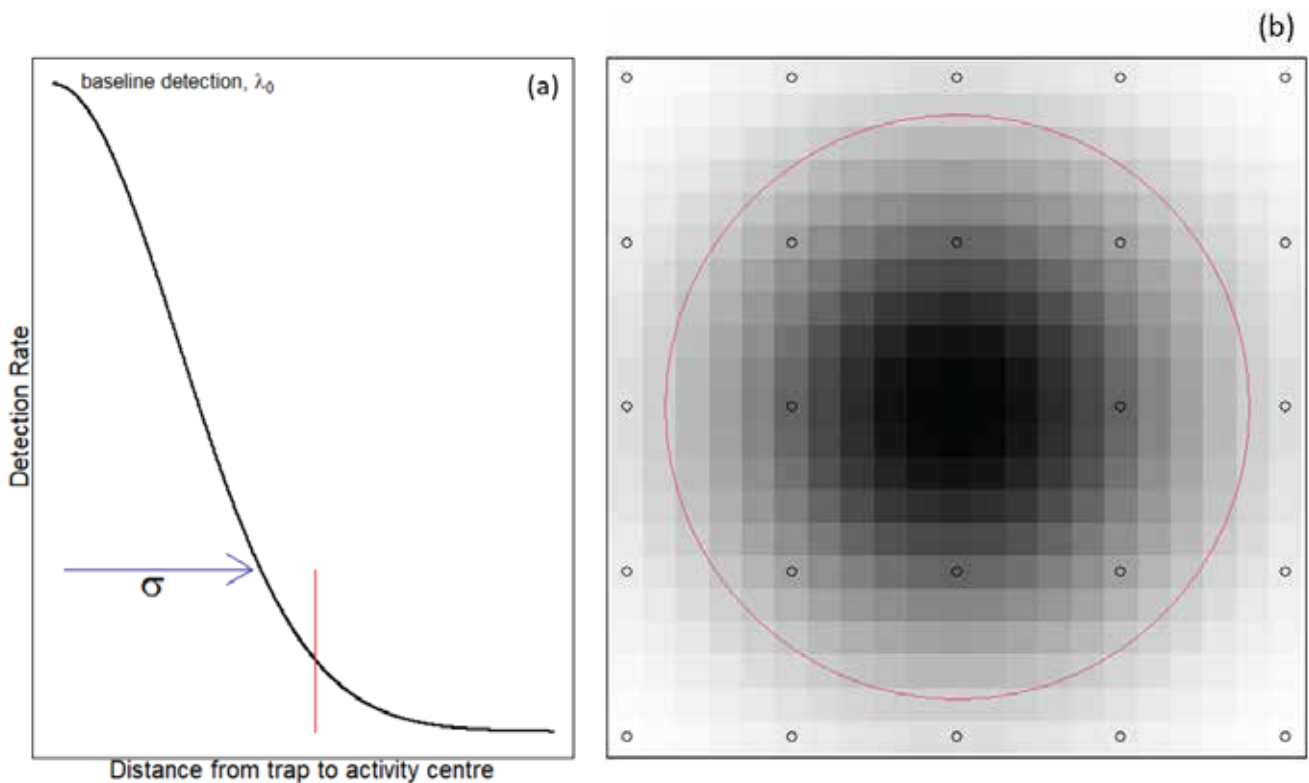 (b)
baseline detection, λ₀
(a)
Detection Rate
σ
Distance from trap to activity centre